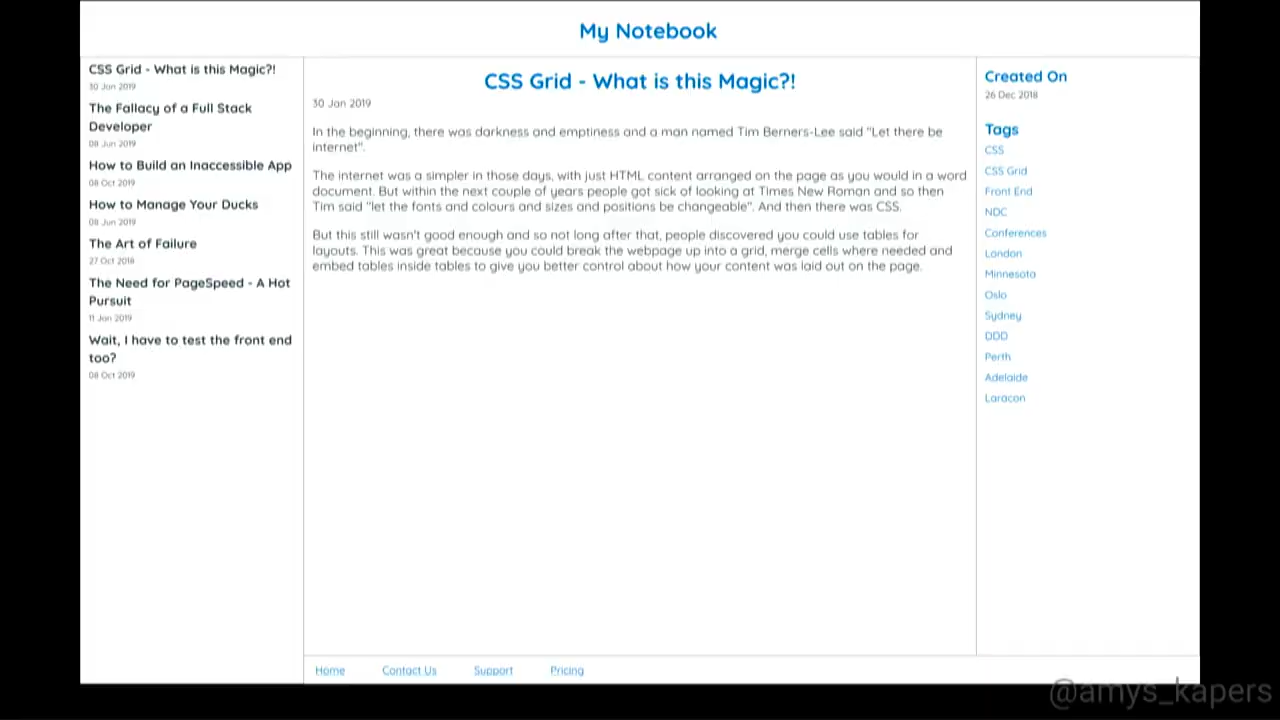 My Notebook
CSS Grid - What is this Magic?!
30 Jan 2019
The Fallacy of a Full Stack
Developer
08 Jun 2019
How to Build an Inaccessible App
08 Oct 2019
How to Manage Your Ducks
08 Jun 2019
The Art of Failure
27 Oct 2018
The Need for PageSpeed - A Hot
Pursuit
11 Jan 2019
Wait, I have to test the front end
too?
08 Oct 2019
CSS Grid - What is this Magic?!
30 Jan 2019
In the beginning, there was darkness and emptiness and a man named Tim Berners-Lee said "Let there be
internet".
The internet was a simpler in those days, with just HTML content arranged on the page as you would in a word
document. But within the next couple of years people got sick of looking at Times New Roman and so then
Tim said "let the fonts and colours and sizes and positions be changeable". And then there was CSS.
But this still wasn't good enough and so not long after that, people discovered you could use tables for
layouts. This was great because you could break the webpage up into a grid, merge cells where needed and
embed tables inside tables to give you better control about how your content was laid out on the page.
Created On
26 Dec 2018
Tags
CSS
CSS Grid
Front End
NDC
Conferences
London
Minnesota
Oslo
Sydney
DDD
Perth
Adelaide
Laracon
Home Contact Us Support Pricing
@amys_kapers